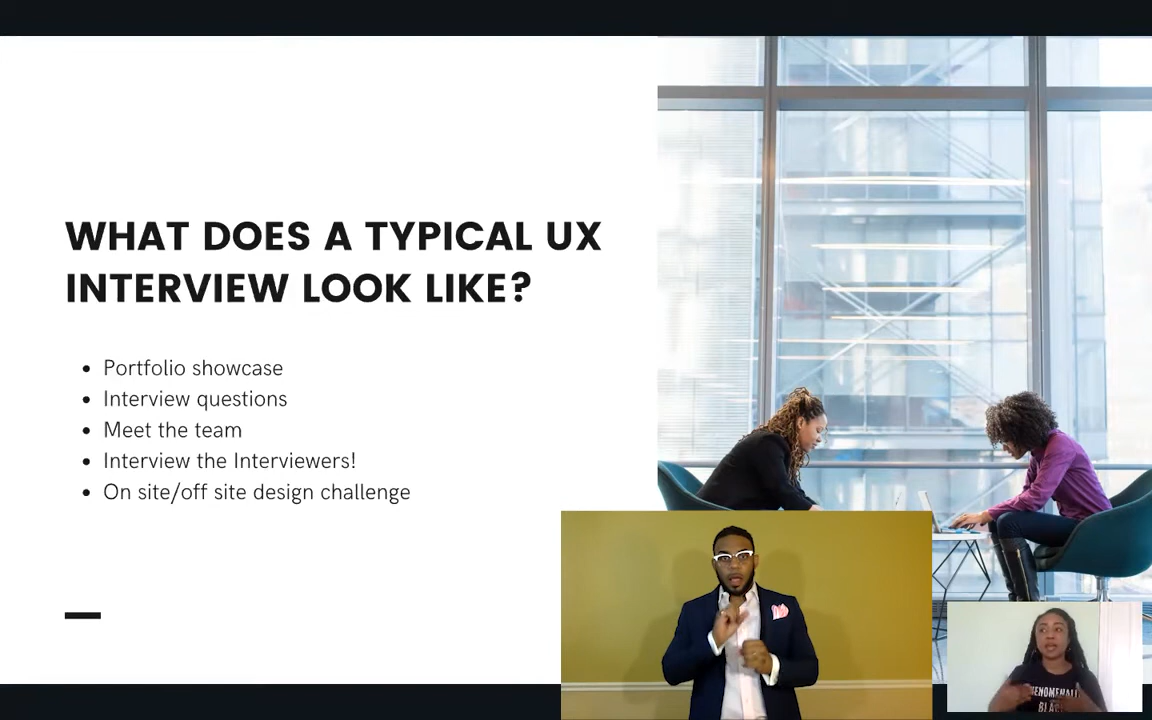 WHAT DOES A TYPICAL UX
INTERVIEW LOOK LIKE?
• Portfolio showcase
• Interview questions
• Meet the team
• Interview the Interviewers!
• On site/off site design challenge